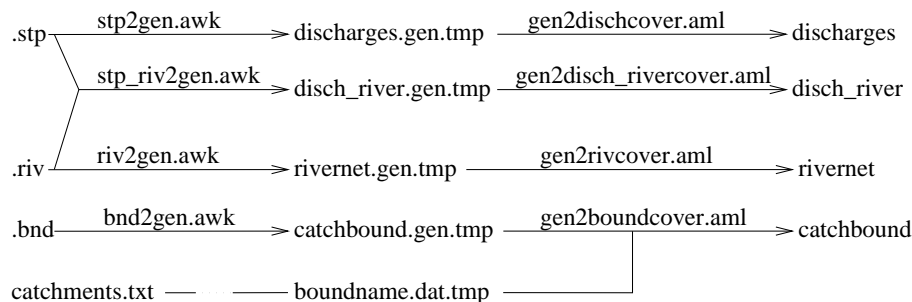 .stp stp2gen.awk discharges.gen.tmp gen2dischcover.aml discharges
stp_riv2gen.awk disch_river.gen.tmp gen2disch_rivercover.aml disch_river
.riv riv2gen.awk rivernet.gen.tmp gen2rivcover.aml rivernet
.bnd bnd2gen.awk catchbound.gen.tmp gen2boundcover.aml catchbound
catchments.txt boundname.dat.tmp